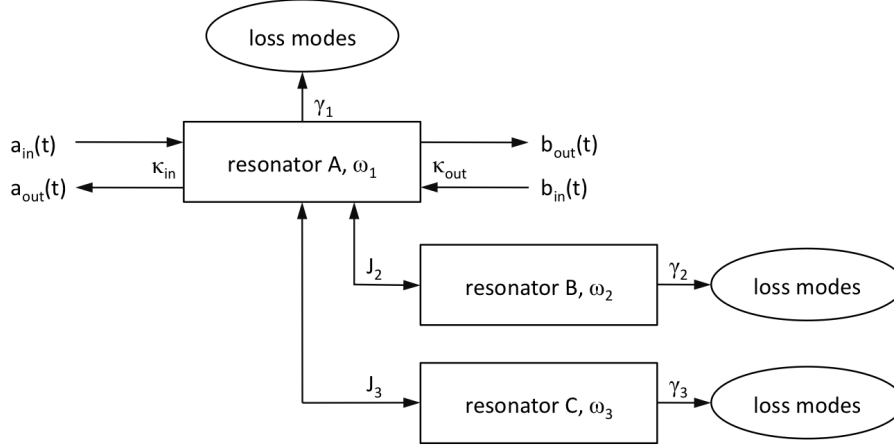 loss modes
γ₁
a_in(t)
κ_in
resonator A, ω₁
κ_out
b_out(t)
a_out(t)
b_in(t)
J₂
resonator B, ω₂
γ₂
loss modes
J₃
resonator C, ω₃
γ₃
loss modes